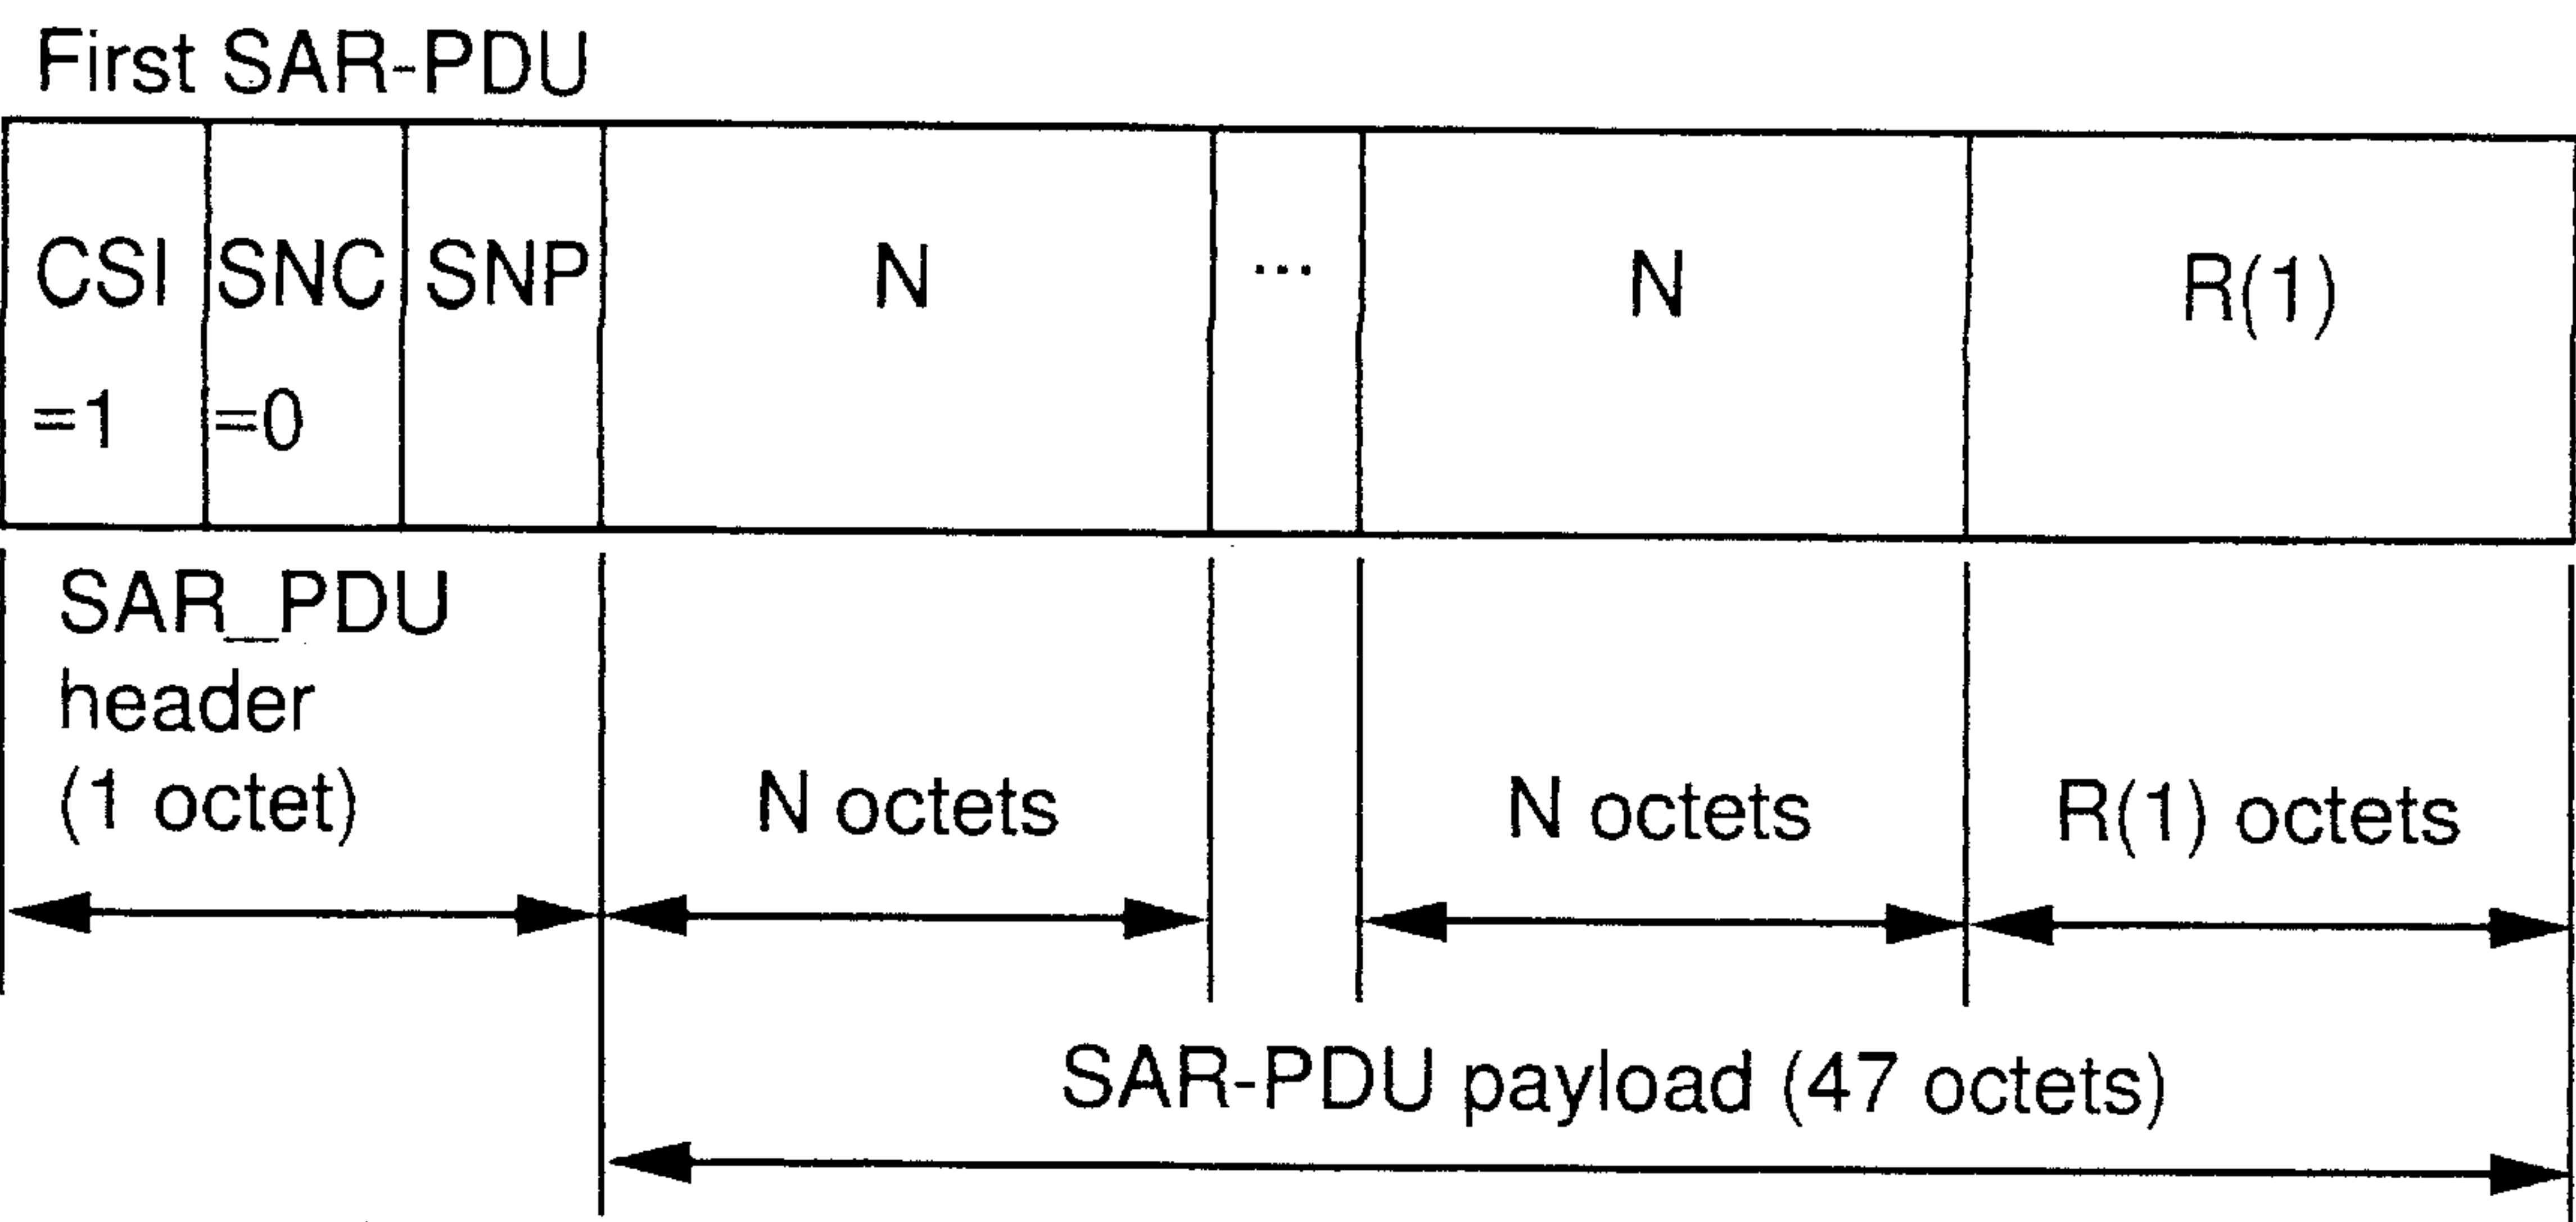 First SAR-PDU
CSI SNC SNP N ... N R(1)
=1 =0
SAR_PDU
header
(1 octet) N octets N octets R(1) octets
SAR-PDU payload (47 octets)